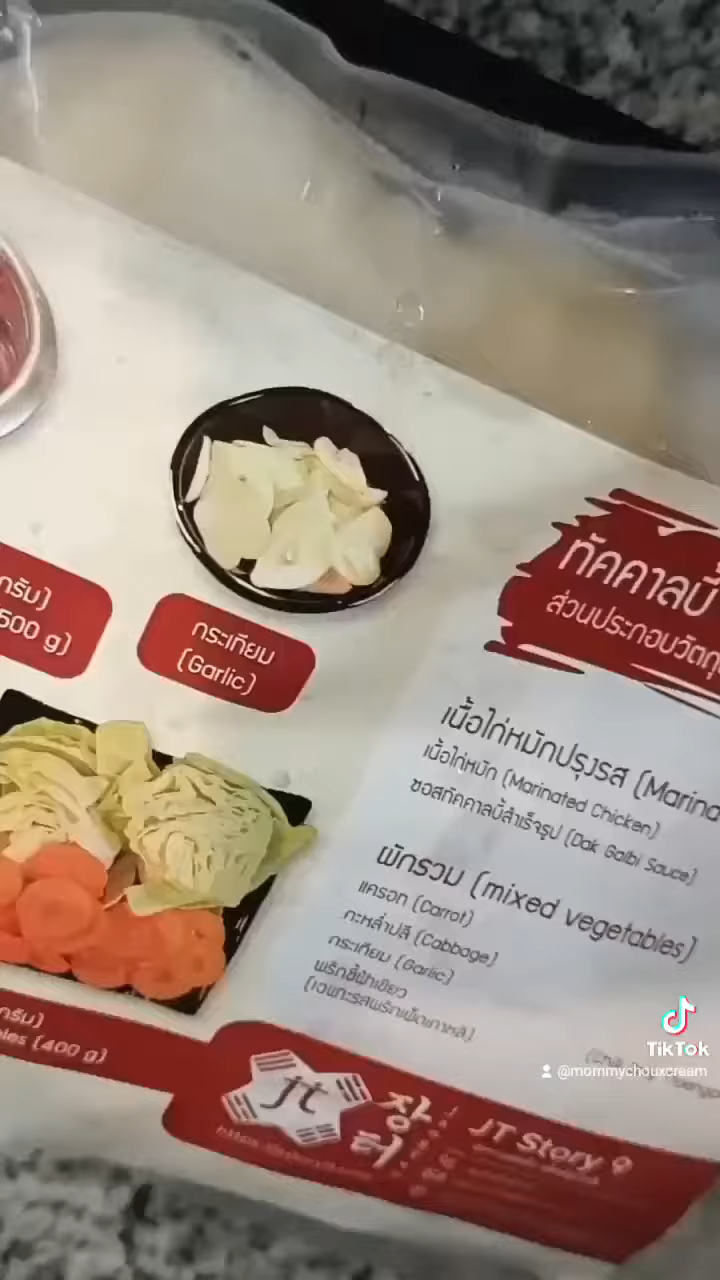 กรัม)
500 g)
กระเทียม
(Garlic)
ทัคคาลบี้
ส่วนประกอบวัตถุ
เนื้อไก่หมักปรุงรส (Marina
เนื้อไก่หมัก (Marinated Chicken)
ซอสทัคคาลบี้สำเร็จรูป (Dak Galbi Sauce)
ผักรวม (mixed vegetables)
แครอท (Carrot)
กะหล่ำปลี (Cabbage)
กระเทียม (Garlic)
พริกชี้ฟ้าเขียว
(เฉพาะรสพริกเผ็ดเกาหลี)
กรัม)
les (400 g)
jt
장터
JT Story
TikTok
@mommychouxcream